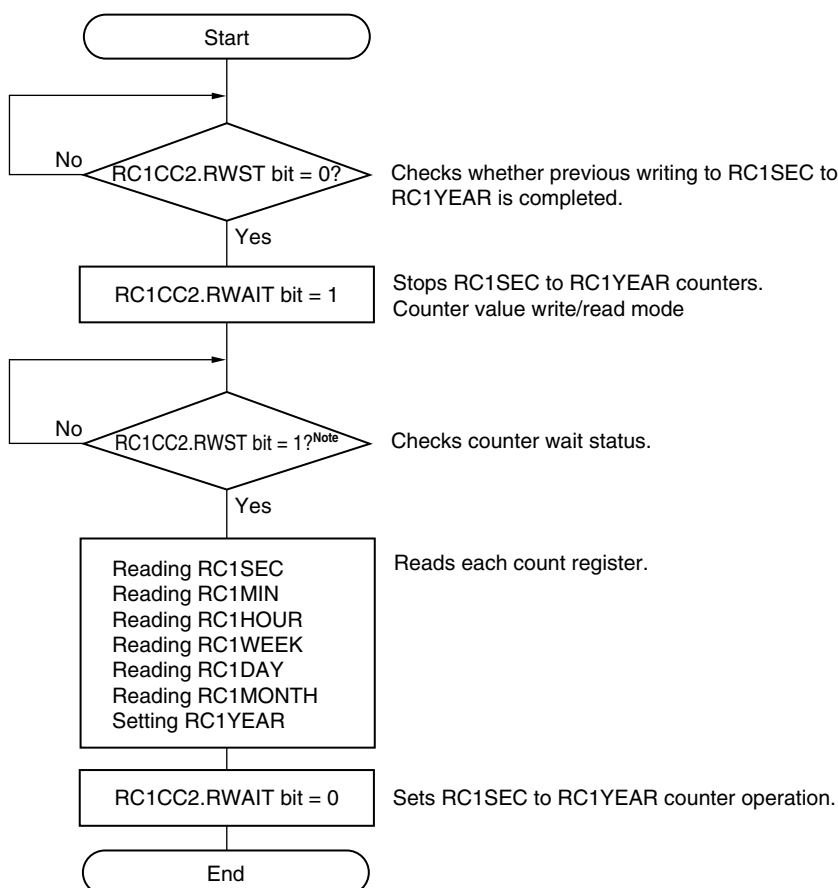 Start
No
RC1CC2.RWST bit = 0?
Checks whether previous writing to RC1SEC to
RC1YEAR is completed.
Yes
RC1CC2.RWAIT bit = 1
Stops RC1SEC to RC1YEAR counters.
Counter value write/read mode
No
RC1CC2.RWST bit = 1?Note
Checks counter wait status.
Yes
Reading RC1SEC
Reading RC1MIN
Reading RC1HOUR
Reading RC1WEEK
Reading RC1DAY
Reading RC1MONTH
Setting RC1YEAR
Reads each count register.
RC1CC2.RWAIT bit = 0
Sets RC1SEC to RC1YEAR counter operation.
End